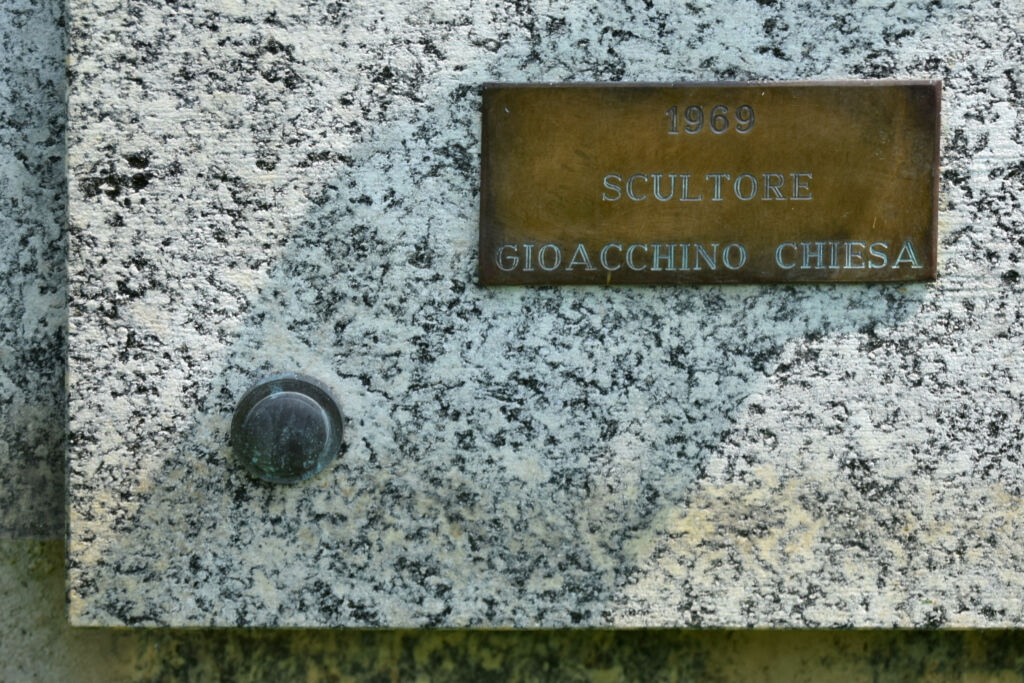 1969
SCULTORE
GIOACCHINO CHIESA